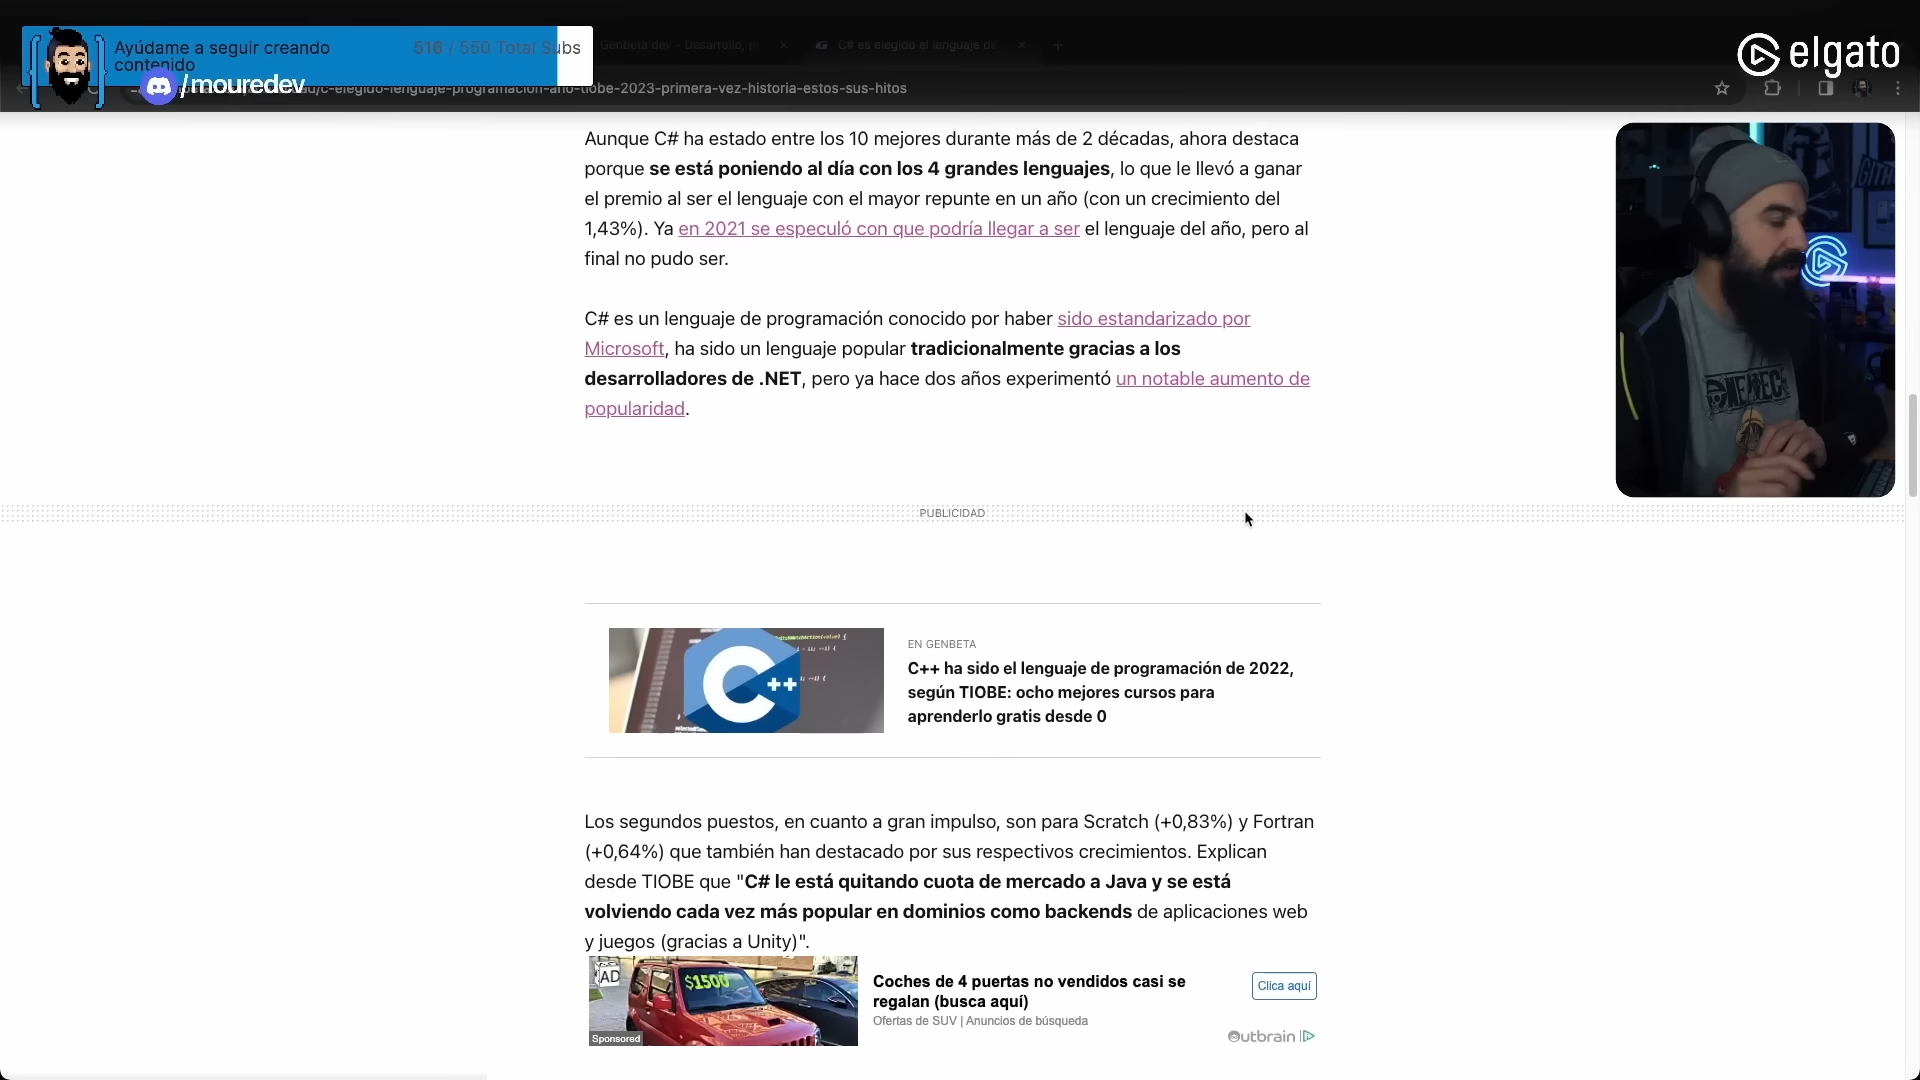 Ayúdame a seguir creando
contenido
516 / 550 Total Subs
/mouredev
Genbeta dev - Desarrollo, p
C# es elegido el lenguaje de
elgato
c-elegido-lenguaje-programacion-ano-tiobe-2023-primera-vez-historia-estos-sus-hitos
Aunque C# ha estado entre los 10 mejores durante más de 2 décadas, ahora destaca
porque se está poniendo al día con los 4 grandes lenguajes, lo que le llevó a ganar
el premio al ser el lenguaje con el mayor repunte en un año (con un crecimiento del
1,43%). Ya en 2021 se especuló con que podría llegar a ser el lenguaje del año, pero al
final no pudo ser.
C# es un lenguaje de programación conocido por haber sido estandarizado por
Microsoft, ha sido un lenguaje popular tradicionalmente gracias a los
desarrolladores de .NET, pero ya hace dos años experimentó un notable aumento de
popularidad.
PUBLICIDAD
C++
EN GENBETA
C++ ha sido el lenguaje de programación de 2022,
según TIOBE: ocho mejores cursos para
aprenderlo gratis desde 0
Los segundos puestos, en cuanto a gran impulso, son para Scratch (+0,83%) y Fortran
(+0,64%) que también han destacado por sus respectivos crecimientos. Explican
desde TIOBE que "C# le está quitando cuota de mercado a Java y se está
volviendo cada vez más popular en dominios como backends de aplicaciones web
y juegos (gracias a Unity)".
AD
$1500
Sponsored
Coches de 4 puertas no vendidos casi se
regalan (busca aquí)
Ofertas de SUV | Anuncios de búsqueda
Clica aquí
Outbrain